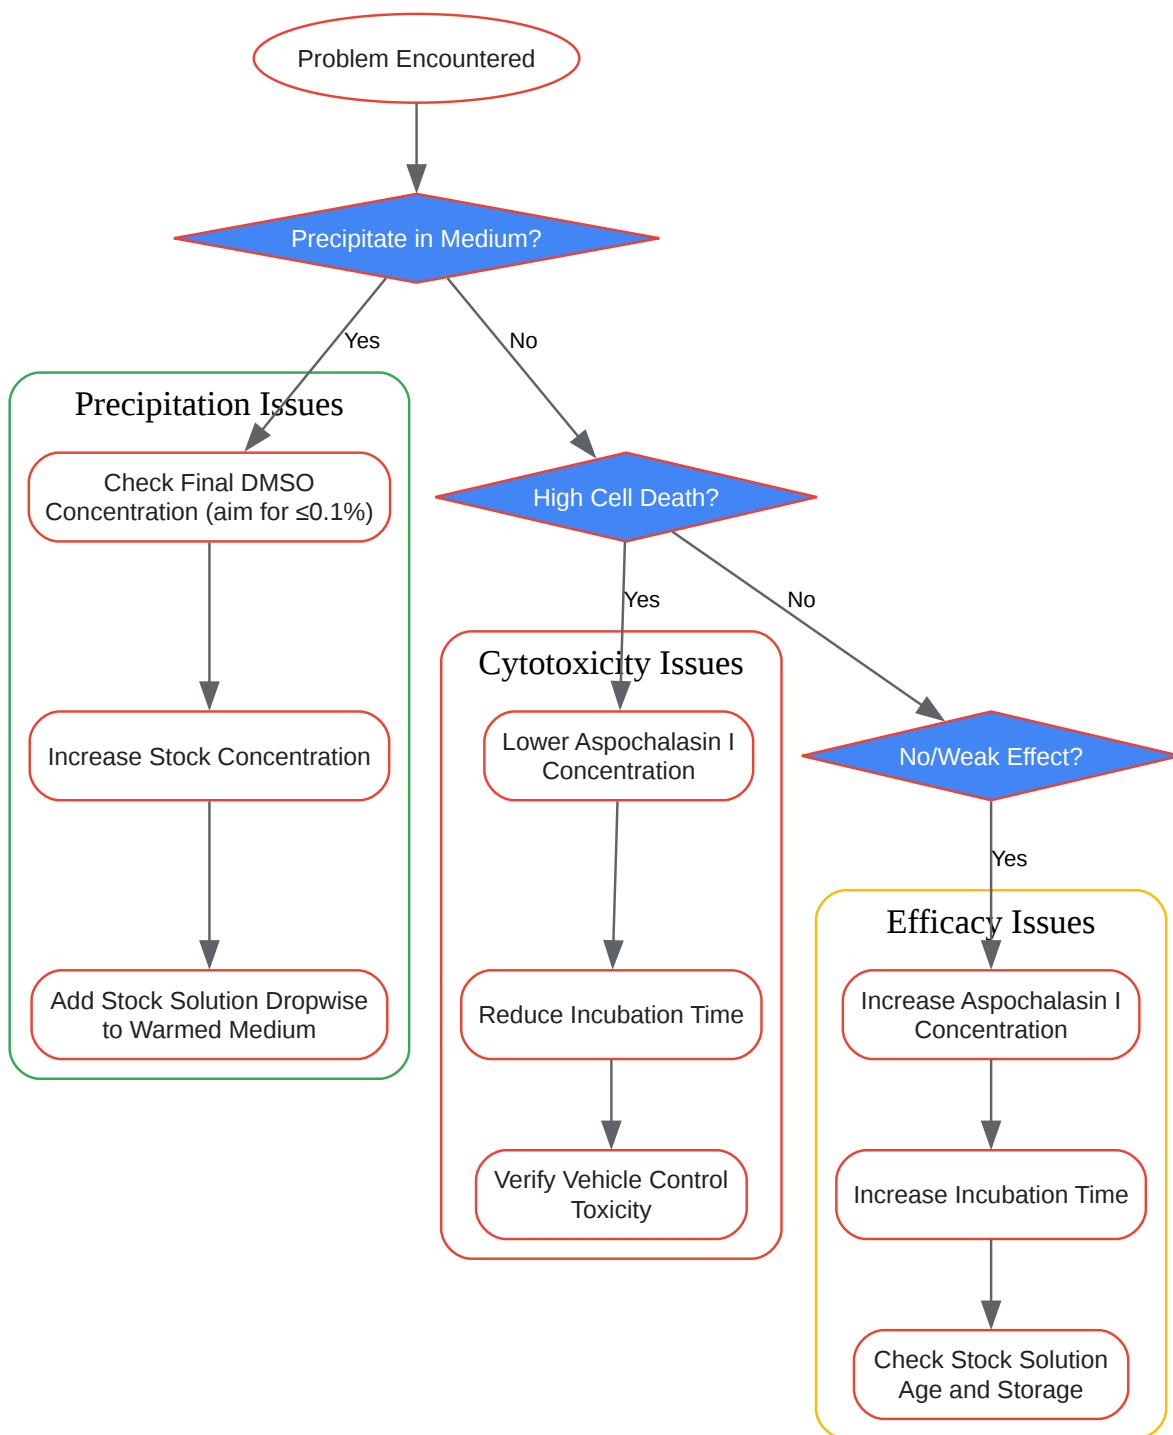 Problem Encountered
Precipitate in Medium?
Yes
No
Precipitation Issues
Check Final DMSO
Concentration (aim for ≤0.1%)
Increase Stock Concentration
Add Stock Solution Dropwise
to Warmed Medium
High Cell Death?
Yes
No
Cytotoxicity Issues
Lower Aspochalasin I
Concentration
Reduce Incubation Time
Verify Vehicle Control
Toxicity
No/Weak Effect?
Yes
Efficacy Issues
Increase Aspochalasin I
Concentration
Increase Incubation Time
Check Stock Solution
Age and Storage